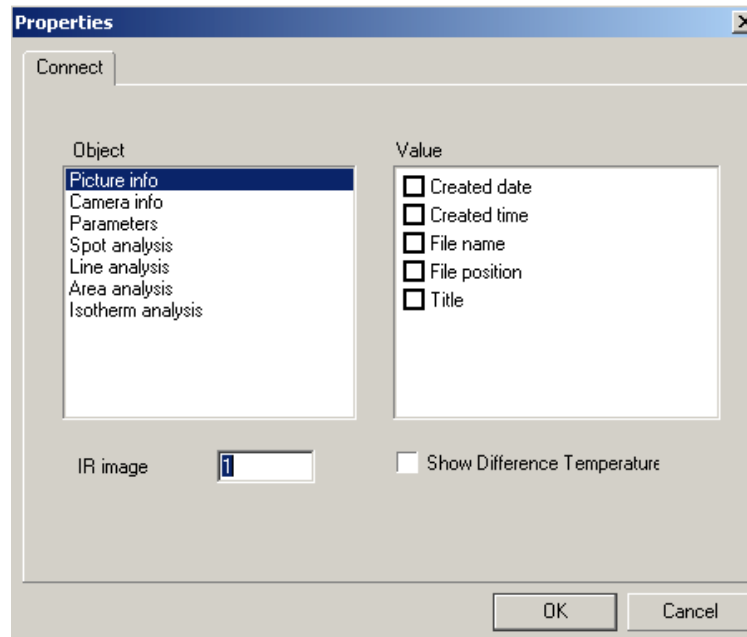 Properties
Connect
Object
Picture info
Camera info
Parameters
Spot analysis
Line analysis
Area analysis
Isotherm analysis
Value
Created date
Created time
File name
File position
Title
IR image
1
Show Difference Temperature
OK
Cancel